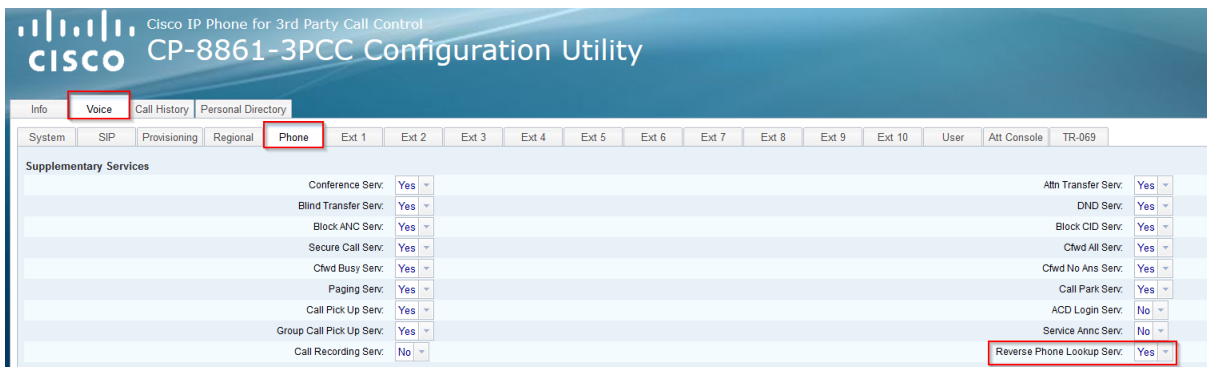 Cisco IP Phone for 3rd Party Call Control
CISCO CP-8861-3PCC Configuration Utility
Info Voice Call History Personal Directory
System SIP Provisioning Regional Phone Ext 1 Ext 2 Ext 3 Ext 4 Ext 5 Ext 6 Ext 7 Ext 8 Ext 9 Ext 10 User Att Console TR-069
Supplementary Services
Conference Serv: Yes Attn Transfer Serv: Yes
Blind Transfer Serv: Yes DND Serv: Yes
Block ANC Serv: Yes Block CID Serv: Yes
Secure Call Serv: Yes Cfwd All Serv: Yes
Cfwd Busy Serv: Yes Cfwd No Ans Serv: Yes
Paging Serv: Yes Call Park Serv: Yes
Call Pick Up Serv: Yes ACD Login Serv: No
Group Call Pick Up Serv: Yes Service Annc Serv: No
Call Recording Serv: No Reverse Phone Lookup Serv: Yes